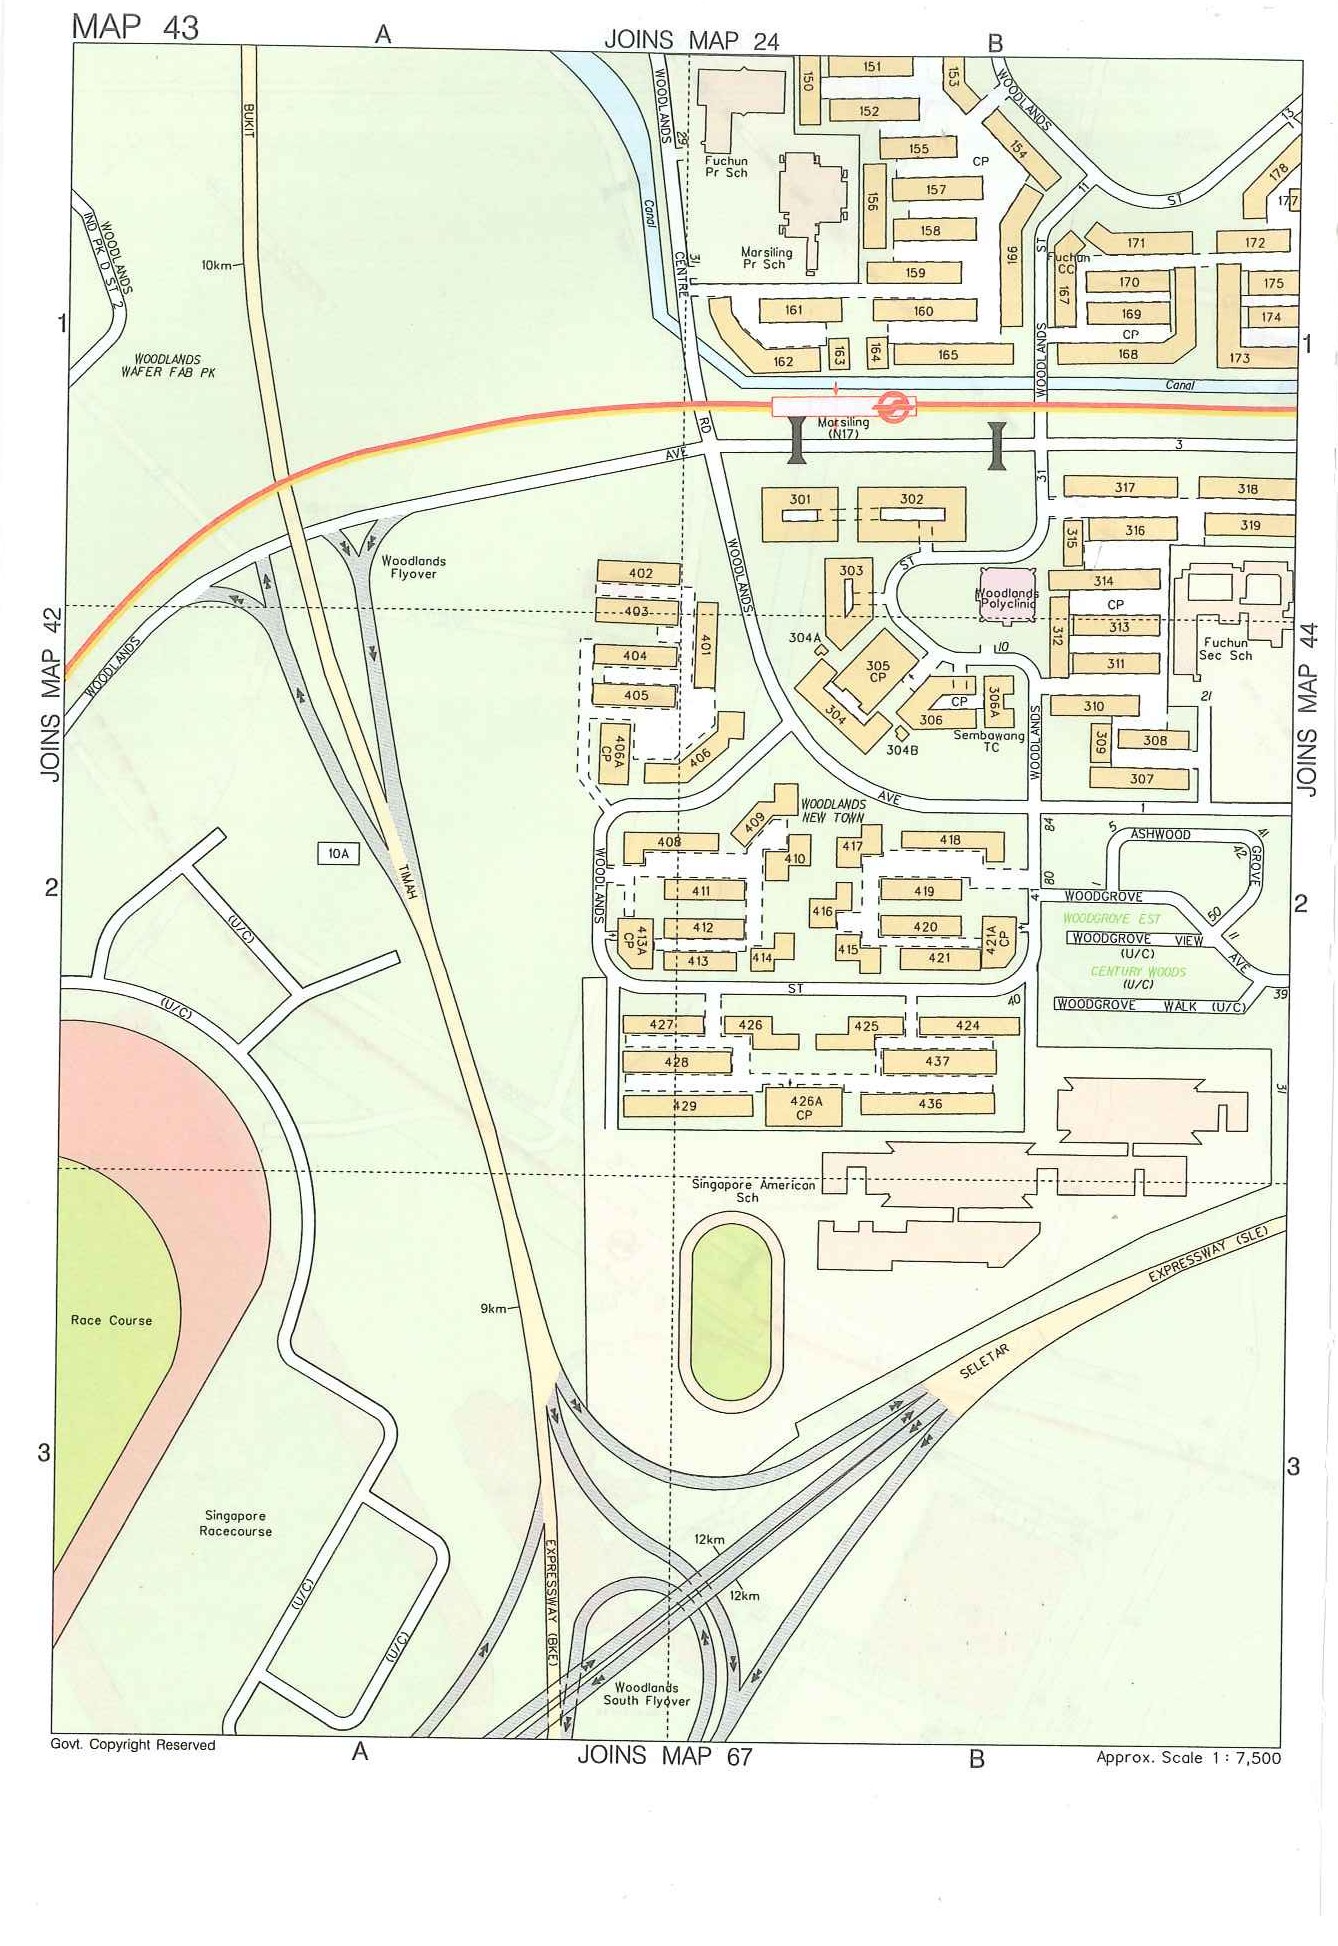 MAP 43
A
JOINS MAP 24
B
BUKIT
WOODLANDS
29
150
151
152
153
WOODLANDS
13
Fuchun
Pr Sch
155
CP
154
178
156
157
11
ST
177
Canal
158
ST
171
172
Marsiling
Pr Sch
166
Fuchun
CC
31
CENTRE
159
170
175
167
WOODLANDS
IND PK D ST 2
10km
161
160
169
174
CP
1
1
WOODLANDS
WAFER FAB PK
162
163
164
165
WOODLANDS
168
173
Canal
RD
Marsiling
(N17)
AVE
3
31
317
318
301
302
316
319
315
Woodlands
Flyover
WOODLANDS
ST
402
303
314
Woodlands
Polyclinic
CP
403
401
304A
312
313
Fuchun
Sec Sch
JOINS MAP 42
WOODLANDS
404
305
CP
10
311
JOINS MAP 44
405
304
306
CP
306A
310
21
406A
CP
406
304B
Sembawang
TC
WOODLANDS
309
308
307
WOODLANDS
NEW TOWN
AVE
1
10A
408
409
410
417
418
84
5
ASHWOOD
41
42
GROVE
TIMAH
2
2
WOODLANDS
411
419
80
1
41
WOODGROVE
416
WOODGROVE EST
50
(U/C)
412
420
413A
CP
421A
CP
WOODGROVE VIEW
(U/C)
11
AVE
413
414
415
421
CENTURY WOODS
(U/C)
ST
40
39
(U/C)
WOODGROVE WALK (U/C)
427
426
425
424
428
437
429
426A
CP
436
31
Singapore American
Sch
EXPRESSWAY (SLE)
9km
Race Course
SELETAR
3
3
Singapore
Racecourse
12km
EXPRESSWAY (BKE)
12km
(U/C)
(U/C)
Woodlands
South Flyover
Govt. Copyright Reserved
A
JOINS MAP 67
B
Approx. Scale 1 : 7,500